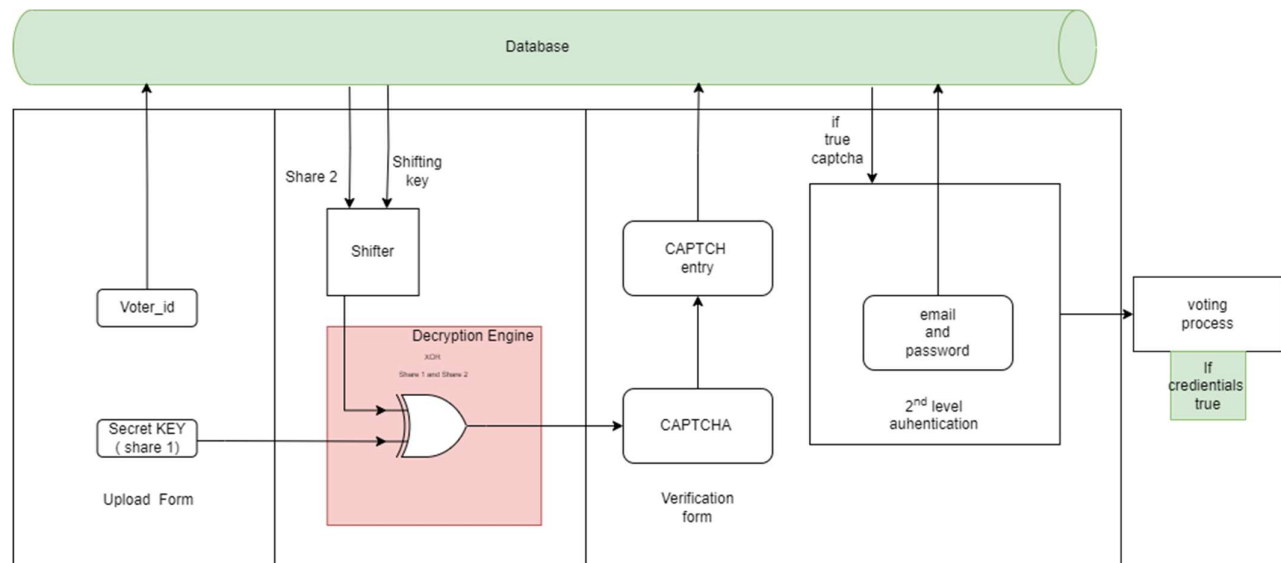 Database
Share 2
Shifting
key
if
true
captcha
Shifter
CAPTCH
entry
Voter_id
voting
process
email
and
password
Decryption Engine
XOR
Share 1 and Share 2
If
credientials
true
2nd level
auhentication
Secret KEY
( share 1)
CAPTCHA
Upload Form
Verification
form